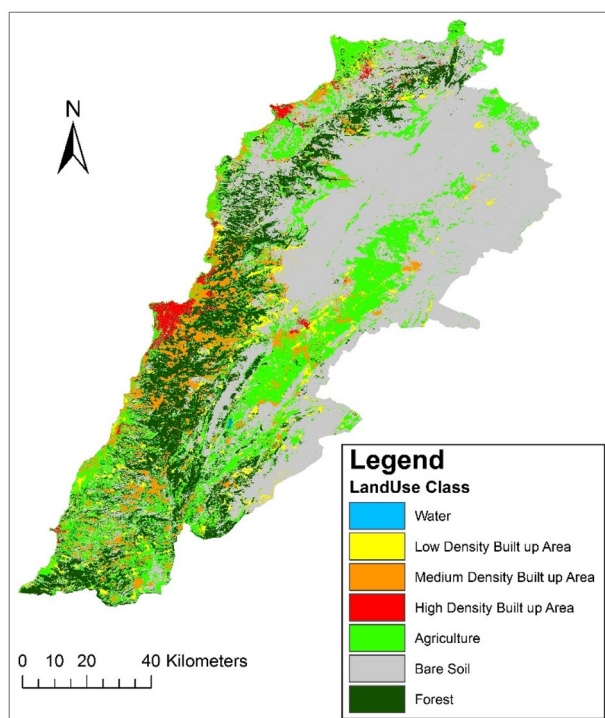 N
Legend
LandUse Class
Water
Low Density Built up Area
Medium Density Built up Area
High Density Built up Area
Agriculture
Bare Soil
Forest
0 10 20 40 Kilometers